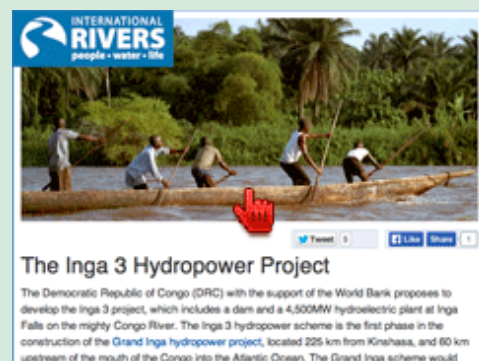 INTERNATIONAL
RIVERS
people • water • life
Tweet 5
Like Share 1
The Inga 3 Hydropower Project
The Democratic Republic of Congo (DRC) with the support of the World Bank proposes to
develop the Inga 3 project, which includes a dam and a 4,500MW hydroelectric plant at Inga
Falls on the mighty Congo River. The Inga 3 hydropower scheme is the first phase in the
construction of the Grand Inga hydropower project, located 225 km from Kinshasa, and 60 km
upstream of the mouth of the Congo into the Atlantic Ocean. The Grand Inga scheme would